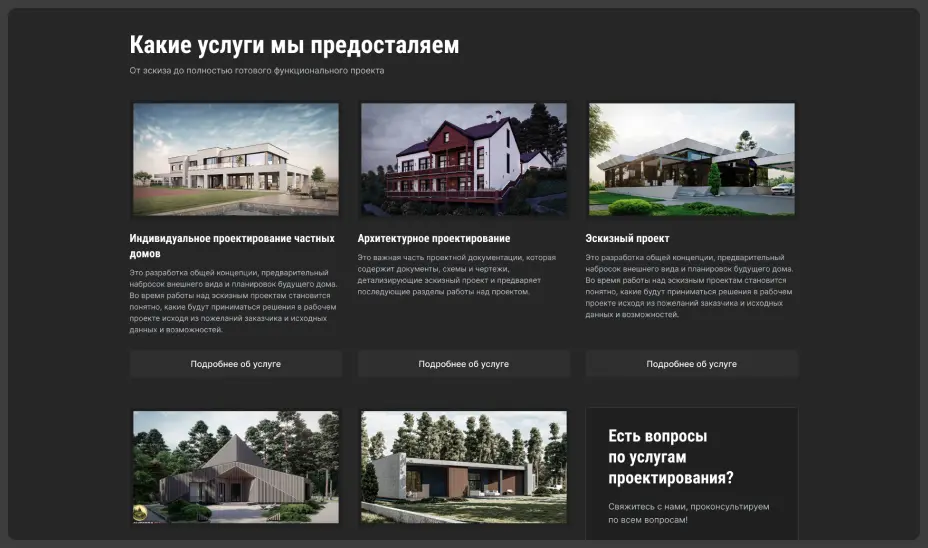 Какие услуги мы предосталяем
От эскиза до полностью готового функционального проекта
Индивидуальное проектирование частных
домов
Это разработка общей концепции, предварительный
набросок внешнего вида и планировок будущего дома.
Во время работы над эскизным проектам становится
понятно, какие будут приниматься решения в рабочем
проекте исходя из пожеланий заказчика и исходных
данных и возможностей.
Подробнее об услуге
Архитектурное проектирование
Это важная часть проектной документации, которая
содержит документы, схемы и чертежи,
детализирующие эскизный проект и предваряет
последующие разделы работы над проектом.
Подробнее об услуге
Эскизный проект
Это разработка общей концепции, предварительный
набросок внешнего вида и планировок будущего дома.
Во время работы над эскизным проектам становится
понятно, какие будут приниматься решения в рабочем
проекте исходя из пожеланий заказчика и исходных
данных и возможностей.
Подробнее об услуге
Есть вопросы
по услугам
проектирования?
Свяжитесь с нами, проконсультируем
по всем вопросам!